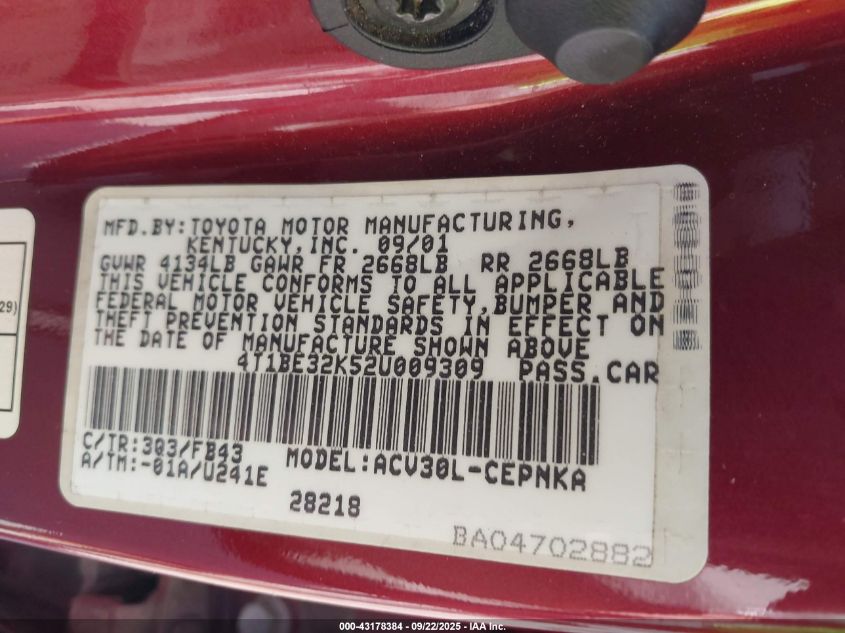 MFD.BY:TOYOTA MOTOR MANUFACTURING,
KENTUCKY,INC. 09/01
GVWR 4134LB GAWR FR 2668LB RR 2668LB
THIS VEHICLE CONFORMS TO ALL APPLICABLE
FEDERAL MOTOR VEHICLE SAFETY,BUMPER AND
THEFT PREVENTION STANDARDS IN EFFECT ON
THE DATE OF MANUFACTURE SHOWN ABOVE
4T1BE32K52U009309 PASS.CAR
C/TR:303/FB43
A/TM:-01A/U241E
MODEL:ACV30L-CEPNKA
28218
BA04702882
29)
000-43178384 - 09/22/2025 - IAA Inc.